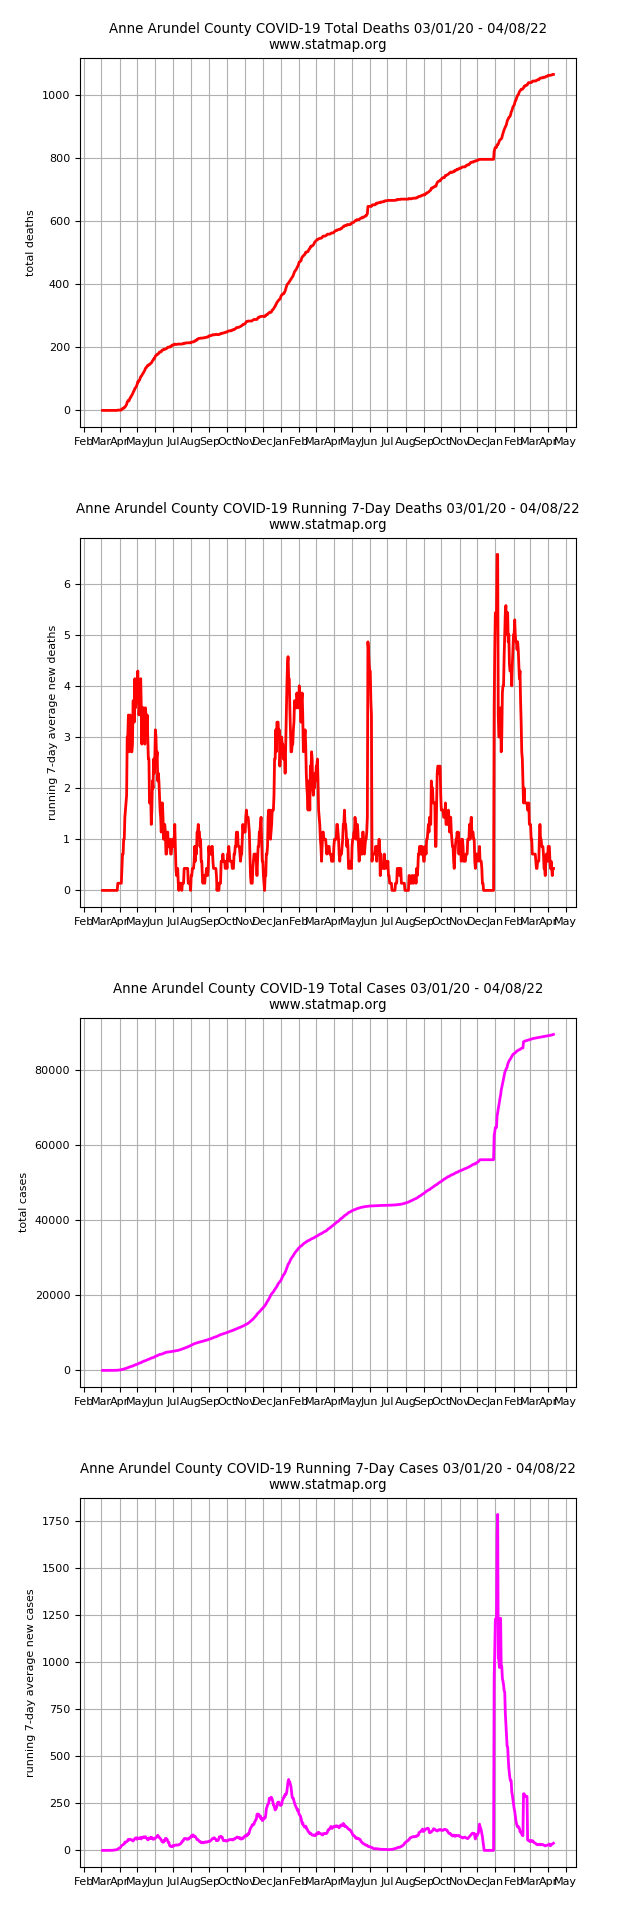 Anne Arundel County COVID-19 Total Deaths 03/01/20 - 04/08/22
www.statmap.org
1000
800
600
400
200
0
total deaths
Feb Mar Apr May Jun Jul Aug Sep Oct Nov Dec Jan Feb Mar Apr May Jun Jul Aug Sep Oct Nov Dec Jan Feb Mar Apr May
Anne Arundel County COVID-19 Running 7-Day Deaths 03/01/20 - 04/08/22
www.statmap.org
6
5
4
3
2
1
0
running 7-day average new deaths
Feb Mar Apr May Jun Jul Aug Sep Oct Nov Dec Jan Feb Mar Apr May Jun Jul Aug Sep Oct Nov Dec Jan Feb Mar Apr May
Anne Arundel County COVID-19 Total Cases 03/01/20 - 04/08/22
www.statmap.org
80000
60000
40000
20000
0
total cases
Feb Mar Apr May Jun Jul Aug Sep Oct Nov Dec Jan Feb Mar Apr May Jun Jul Aug Sep Oct Nov Dec Jan Feb Mar Apr May
Anne Arundel County COVID-19 Running 7-Day Cases 03/01/20 - 04/08/22
www.statmap.org
1750
1500
1250
1000
750
500
250
0
running 7-day average new cases
Feb Mar Apr May Jun Jul Aug Sep Oct Nov Dec Jan Feb Mar Apr May Jun Jul Aug Sep Oct Nov Dec Jan Feb Mar Apr May